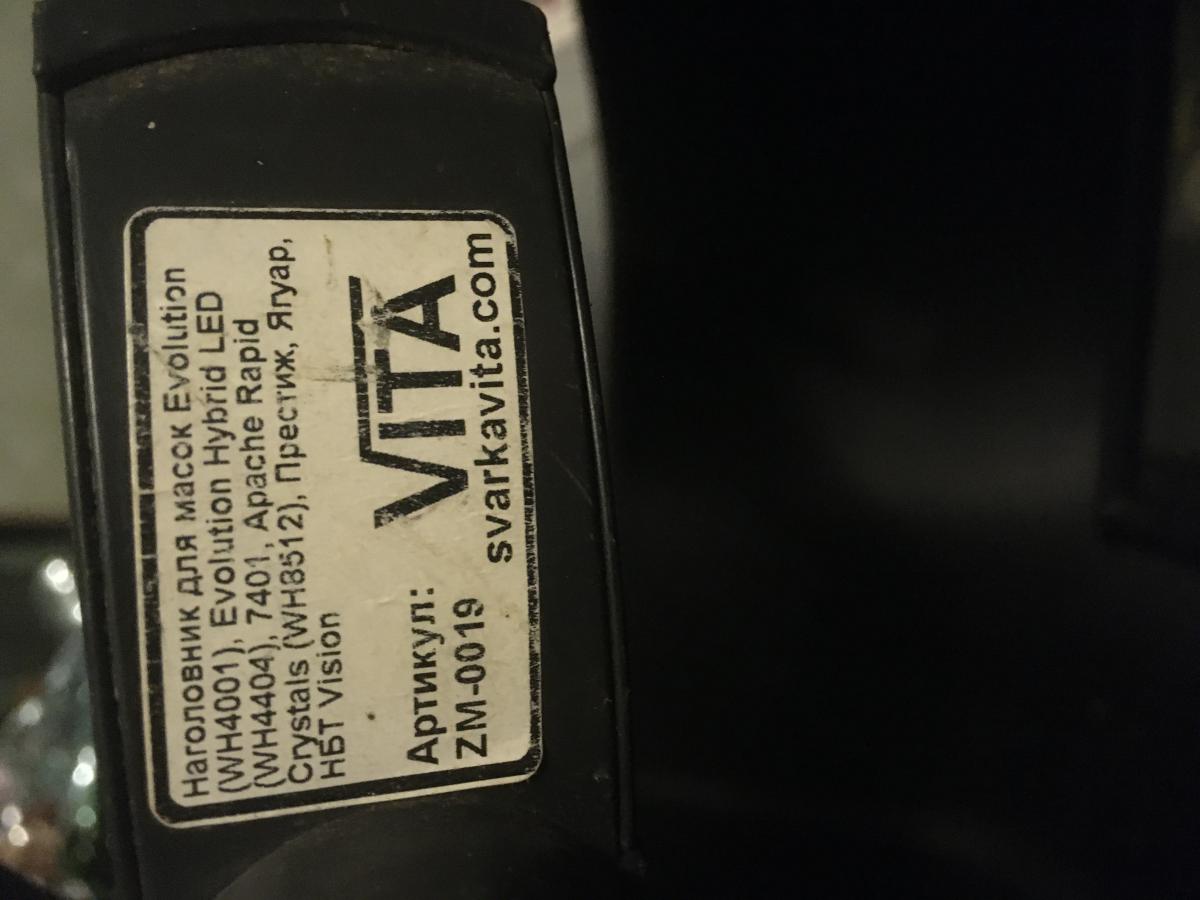 Наголовник для масок Evolution
(WH4001), Evolution Hybrid LED
(WH4404), 7401, Apache Rapid
Crystals (WH8512), Престиж, Ягуар,
НБТ Vision
Артикул:
ZM-0019
VITA
svarkavita.com